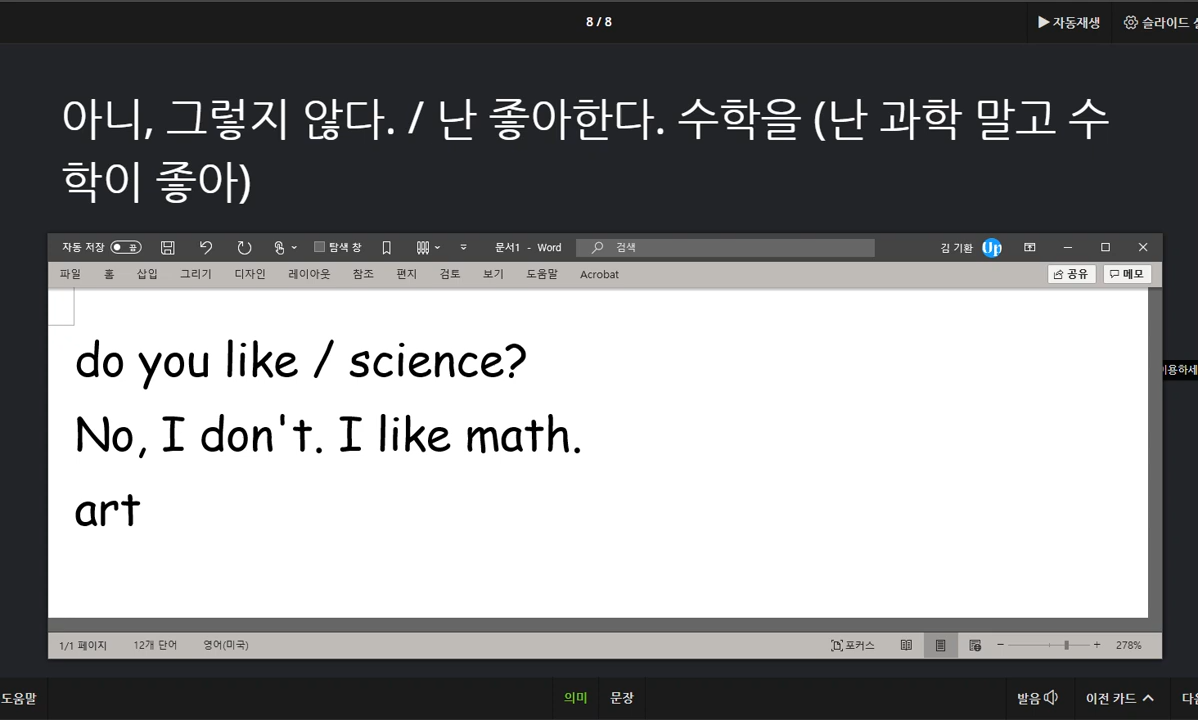 8 / 8
▶ 자동재생
슬라이드
아니, 그렇지 않다. / 난 좋아한다. 수학을 (난 과학 말고 수
학이 좋아)
자동 저장
탐색 창
문서1 - Word
검색
김 기환
Up
파일 홈 삽입 그리기 디자인 레이아웃 참조 편지 검토 보기 도움말 Acrobat
공유
메모
do you like / science?
No, I don't. I like math.
art
이용하세
1/1 페이지 12개 단어 영어(미국)
포커스
278%
도움말
의미
문장
발음
이전 카드